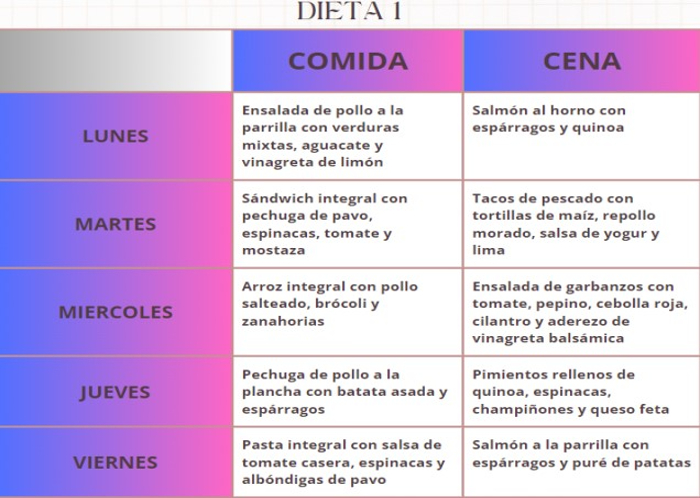 DIETA 1
COMIDA
CENA
LUNES
Ensalada de pollo a la
parrilla con verduras
mixtas, aguacate y
vinagreta de limón
Salmón al horno con
espárragos y quinoa
MARTES
Sándwich integral con
pechuga de pavo,
espinacas, tomate y
mostaza
Tacos de pescado con
tortillas de maíz, repollo
morado, salsa de yogur y
lima
MIERCOLES
Arroz integral con pollo
salteado, brócoli y
zanahorias
Ensalada de garbanzos con
tomate, pepino, cebolla roja,
cilantro y aderezo de
vinagreta balsámica
JUEVES
Pechuga de pollo a la
plancha con batata asada y
espárragos
Pimientos rellenos de
quinoa, espinacas,
champiñones y queso feta
VIERNES
Pasta integral con salsa de
tomate casera, espinacas y
albóndigas de pavo
Salmón a la parrilla con
espárragos y puré de patatas